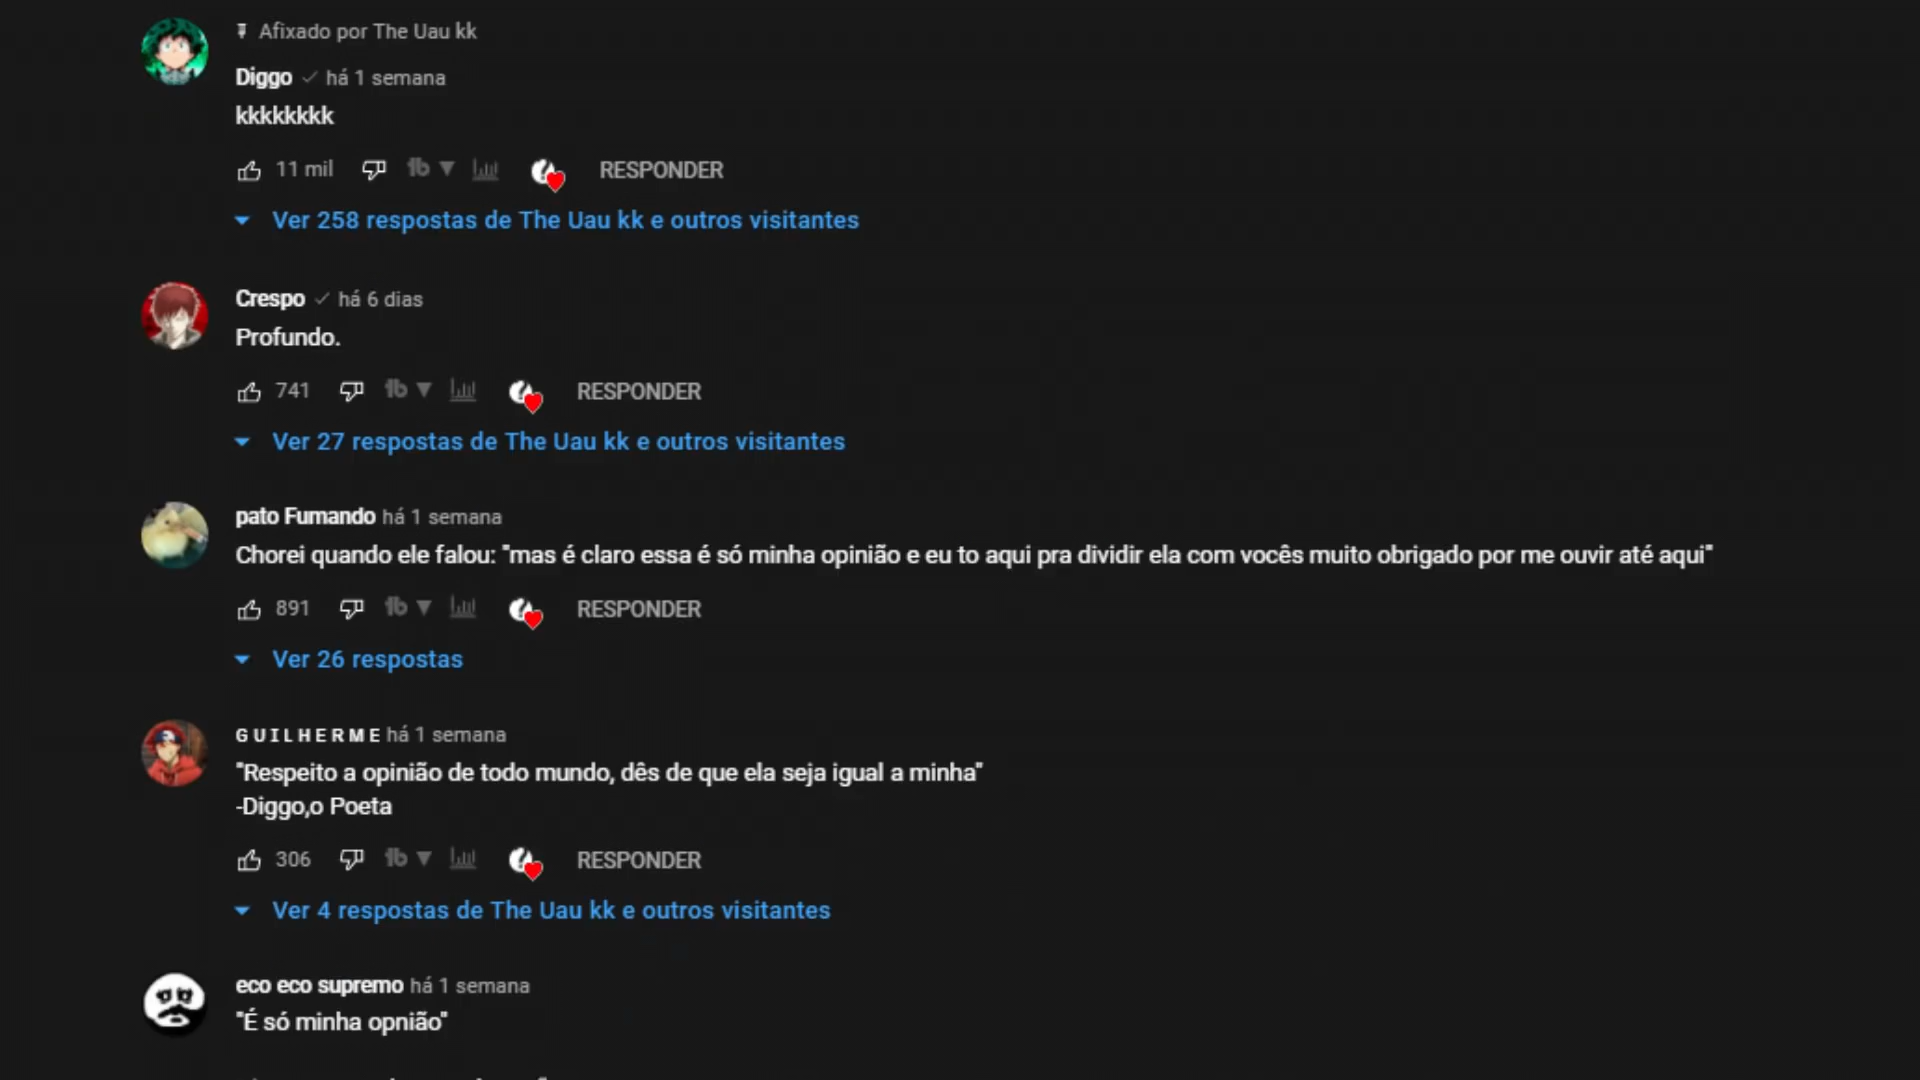 Afixado por The Uau kk
Diggo há 1 semana
kkkkkkkk
11 mil RESPONDER
Ver 258 respostas de The Uau kk e outros visitantes
Crespo há 6 dias
Profundo.
741 RESPONDER
Ver 27 respostas de The Uau kk e outros visitantes
pato Fumando há 1 semana
Chorei quando ele falou: "mas é claro essa é só minha opinião e eu to aqui pra dividir ela com vocês muito obrigado por me ouvir até aqui"
891 RESPONDER
Ver 26 respostas
G U I L H E R M E há 1 semana
"Respeito a opinião de todo mundo, dês de que ela seja igual a minha"
-Diggo,o Poeta
306 RESPONDER
Ver 4 respostas de The Uau kk e outros visitantes
eco eco supremo há 1 semana
"É só minha opnião"